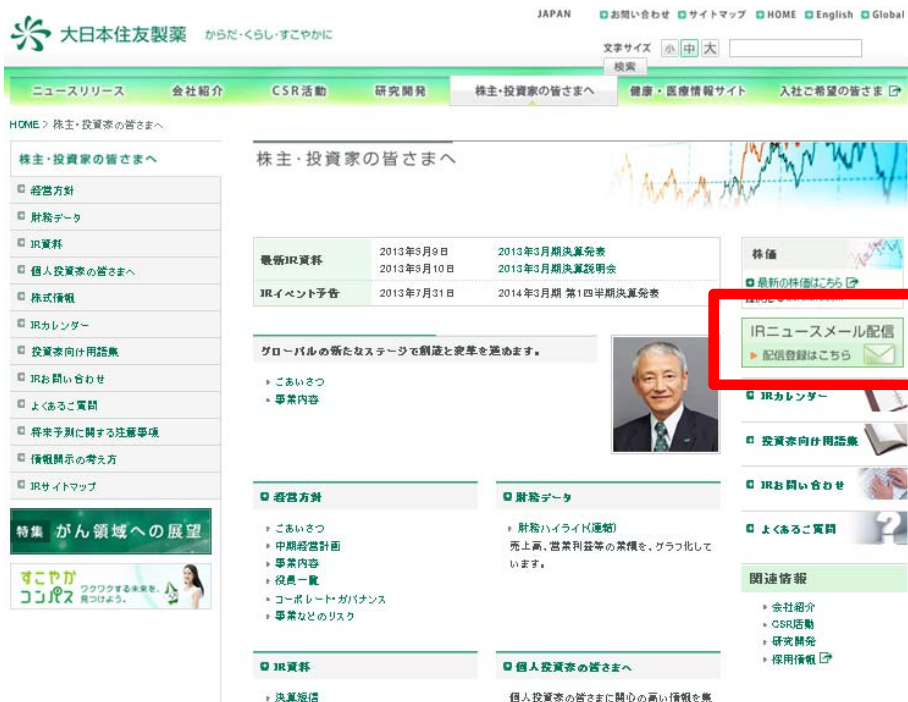 JAPAN
お問い合わせ サイトマップ HOME English Global
大日本住友製薬 からだ・くらし・すこやかに
文字サイズ 小 中 大
検索
ニュースリリース 会社紹介 CSR活動 研究開発 株主・投資家の皆さまへ 健康・医療情報サイト 入社ご希望の皆さま
HOME > 株主・投資家の皆さまへ
株主・投資家の皆さまへ
経営方針
財務データ
IR資料
個人投資家の皆さまへ
株式情報
IRカレンダー
投資家向け用語集
IRお問い合わせ
よくあるご質問
将来予測に関する注意事項
情報開示の考え方
IRサイトマップ
特集 がん領域への展望
すこやかコンパス ワクワクする未来を、見つけよう。
株主・投資家の皆さまへ
最新IR資料
2013年5月9日 2013年3月期決算発表
2013年5月10日 2013年3月期決算説明会
IRイベント予告 2013年7月31日 2014年3月期 第1四半期決算発表
グローバルの新たなステージで創造と変革を進めます。
ごあいさつ
事業内容
経営方針
ごあいさつ
中期経営計画
事業内容
役員一覧
コーポレート・ガバナンス
事業などのリスク
財務データ
財務ハイライト(連結)
売上高、営業利益等の業績を、グラフ化して
います。
IR資料
決算短信
個人投資家の皆さまへ
個人投資家の皆さまに関心の高い情報を集
株価
最新の株価はこちら
IRニュースメール配信
配信登録はこちら
IRカレンダー
投資家向け用語集
IRお問い合わせ
よくあるご質問
関連情報
会社紹介
CSR活動
研究開発
採用情報